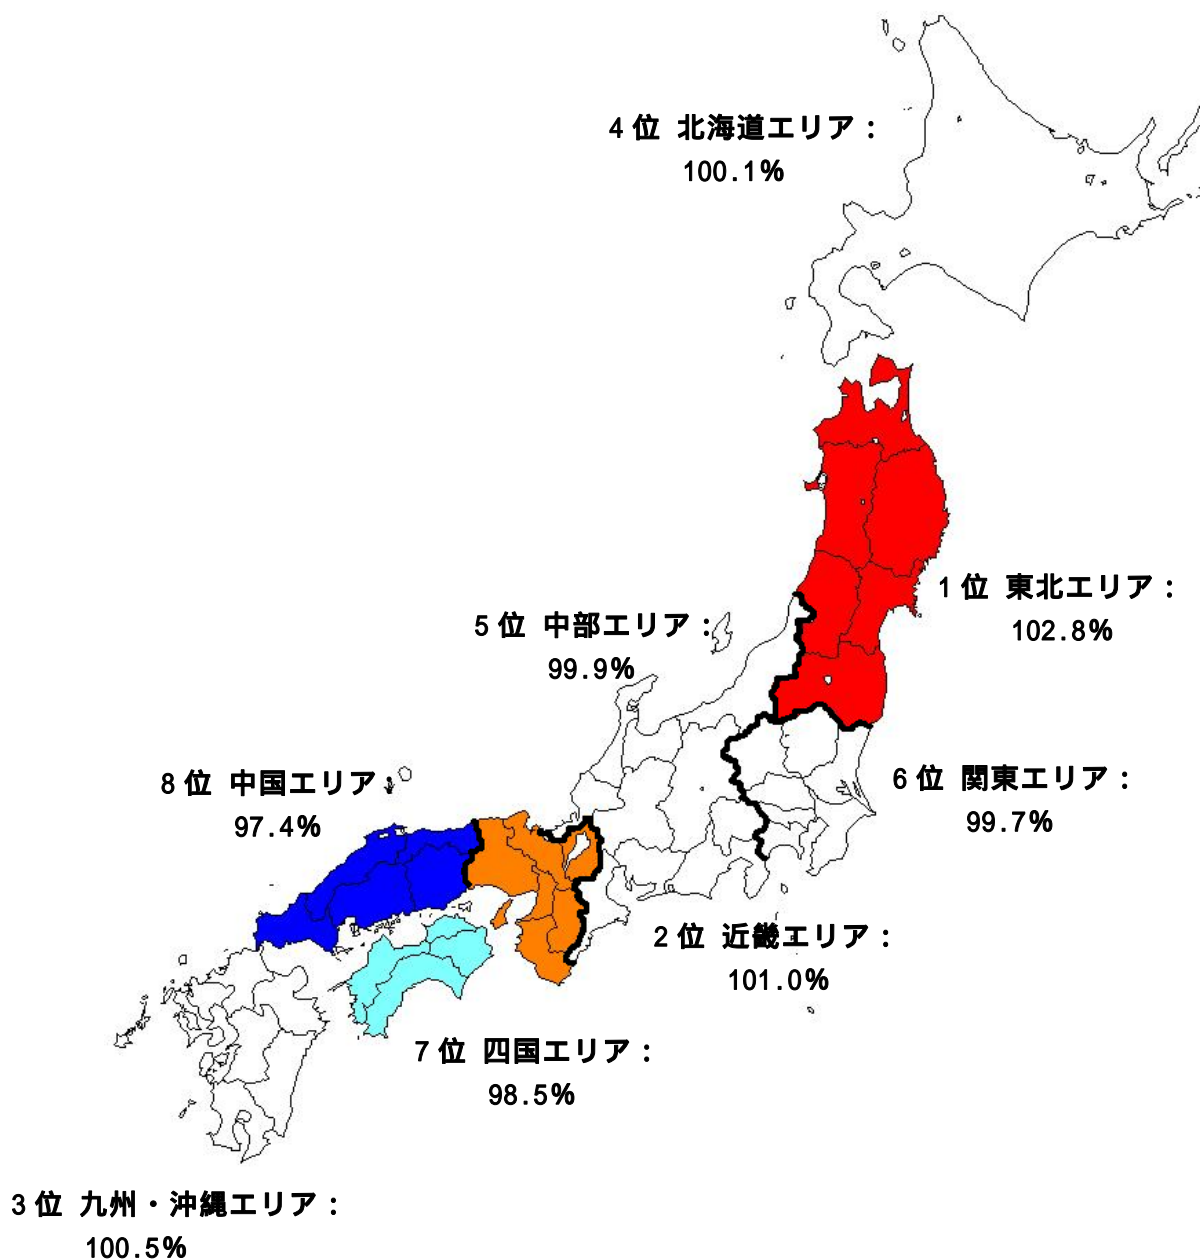 4位 北海道エリア：
100.1%
1位 東北エリア：
102.8%
5位 中部エリア：
99.9%
8位 中国エリア：
97.4%
6位 関東エリア：
99.7%
2位 近畿エリア：
101.0%
7位 四国エリア：
98.5%
3位 九州・沖縄エリア：
100.5%